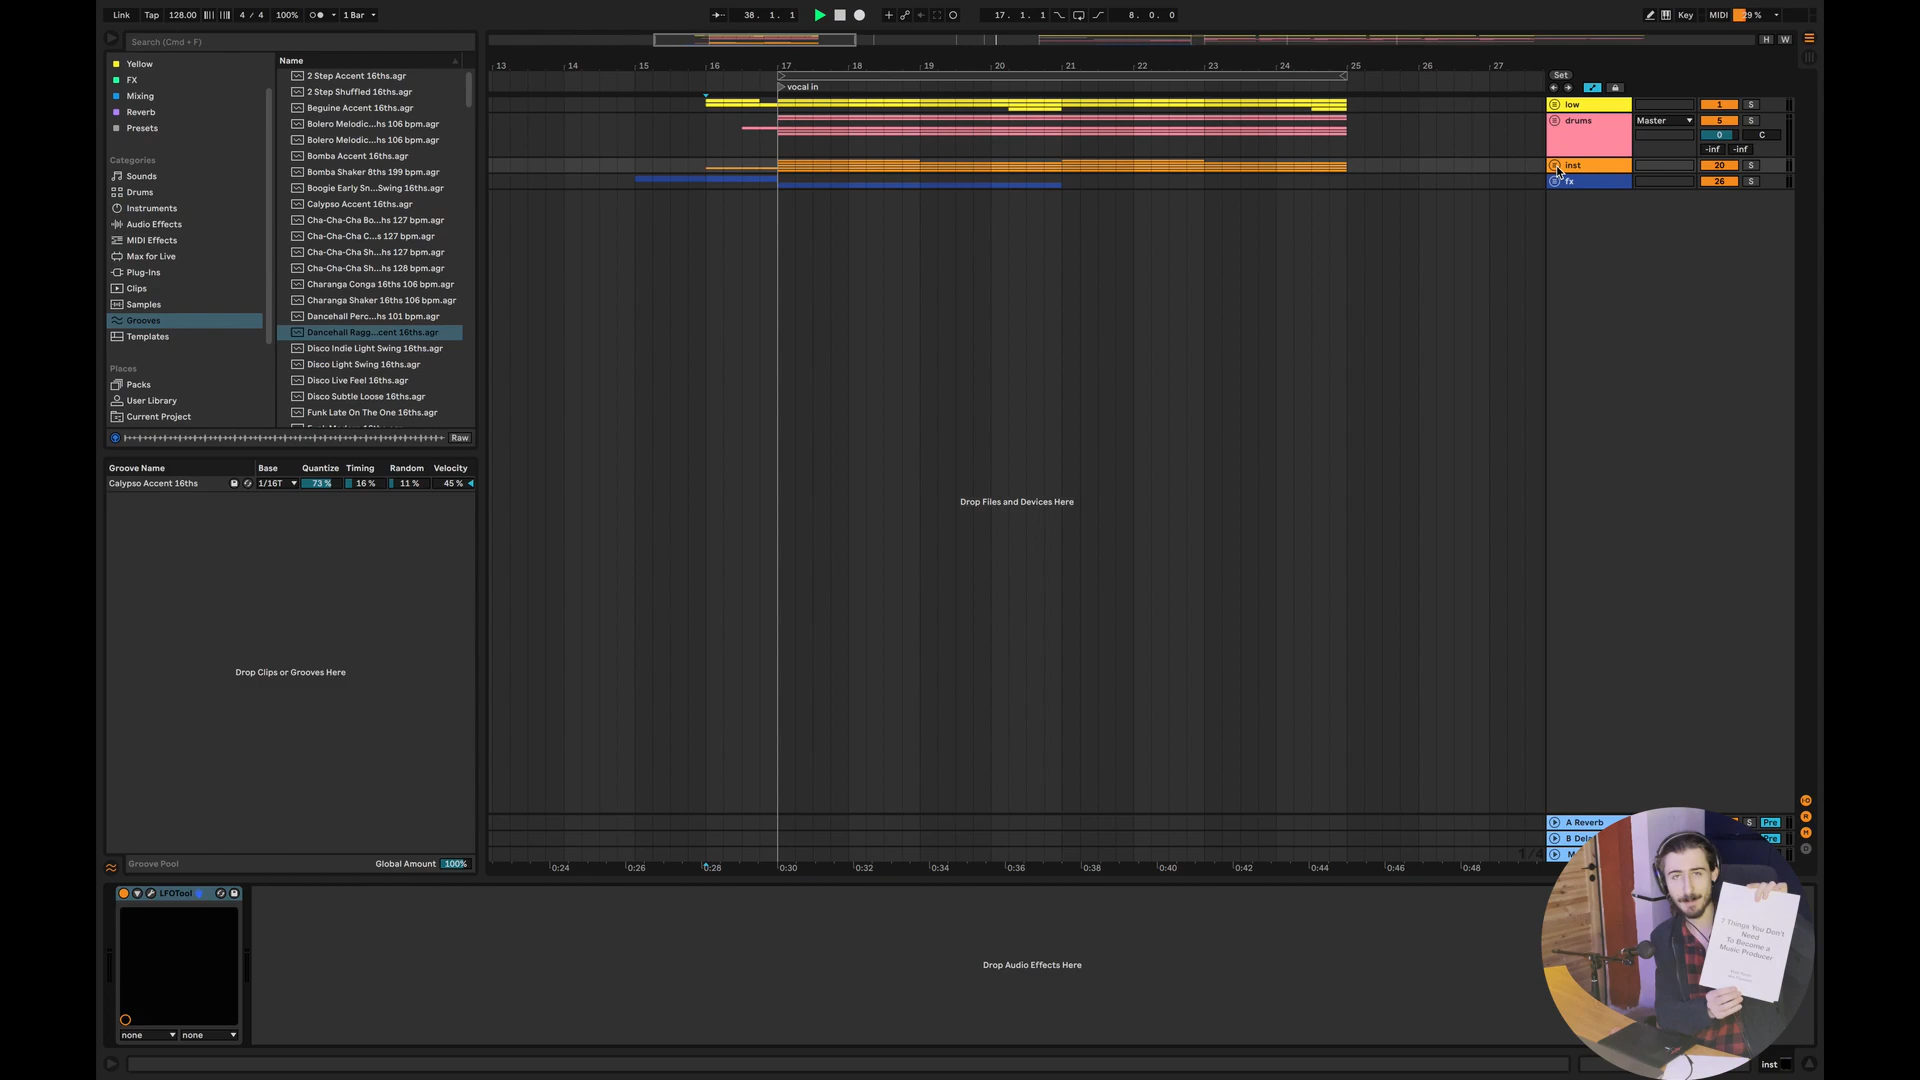 Link Tap 128.00 4 / 4 100% 1 Bar 38. 1. 1 17. 1. 1 8. 0. 0 Key MIDI 29 %
Search (Cmd + F)
H W
Yellow
FX
Mixing
Reverb
Presets
Categories
Sounds
Drums
Instruments
Audio Effects
MIDI Effects
Max for Live
Plug-Ins
Clips
Samples
Grooves
Templates
Places
Packs
User Library
Current Project
Name
2 Step Accent 16ths.agr
2 Step Shuffled 16ths.agr
Beguine Accent 16ths.agr
Bolero Melodic...hs 106 bpm.agr
Bolero Melodic...hs 106 bpm.agr
Bomba Accent 16ths.agr
Bomba Shaker 8ths 199 bpm.agr
Boogie Early Sn...Swing 16ths.agr
Calypso Accent 16ths.agr
Cha-Cha-Cha Bo...hs 127 bpm.agr
Cha-Cha-Cha C...s 127 bpm.agr
Cha-Cha-Cha Sh...hs 127 bpm.agr
Cha-Cha-Cha Sh...hs 128 bpm.agr
Charanga Conga 16ths 106 bpm.agr
Charanga Shaker 16ths 106 bpm.agr
Dancehall Perc...hs 101 bpm.agr
Dancehall Ragg...cent 16ths.agr
Disco Indie Light Swing 16ths.agr
Disco Light Swing 16ths.agr
Disco Live Feel 16ths.agr
Disco Subtle Loose 16ths.agr
Funk Late On The One 16ths.agr
Raw
Groove Name Base Quantize Timing Random Velocity
Calypso Accent 16ths 1/16T 73 % 16 % 11 % 45 %
Drop Clips or Grooves Here
Groove Pool Global Amount 100%
13 14 15 16 17 18 19 20 21 22 23 24 25 26 27
vocal in
Set
low 1 S
drums Master 5 S
0 C
-inf -inf
inst 20 S
fx 26 S
Drop Files and Devices Here
A Reverb S Pre
Pre
0:24 0:26 0:28 0:30 0:32 0:34 0:36 0:38 0:40 0:42 0:44 0:46 0:48
LFOTool
none none
Drop Audio Effects Here
7 Things You Don't
Need
To Become a
Music Producer
inst